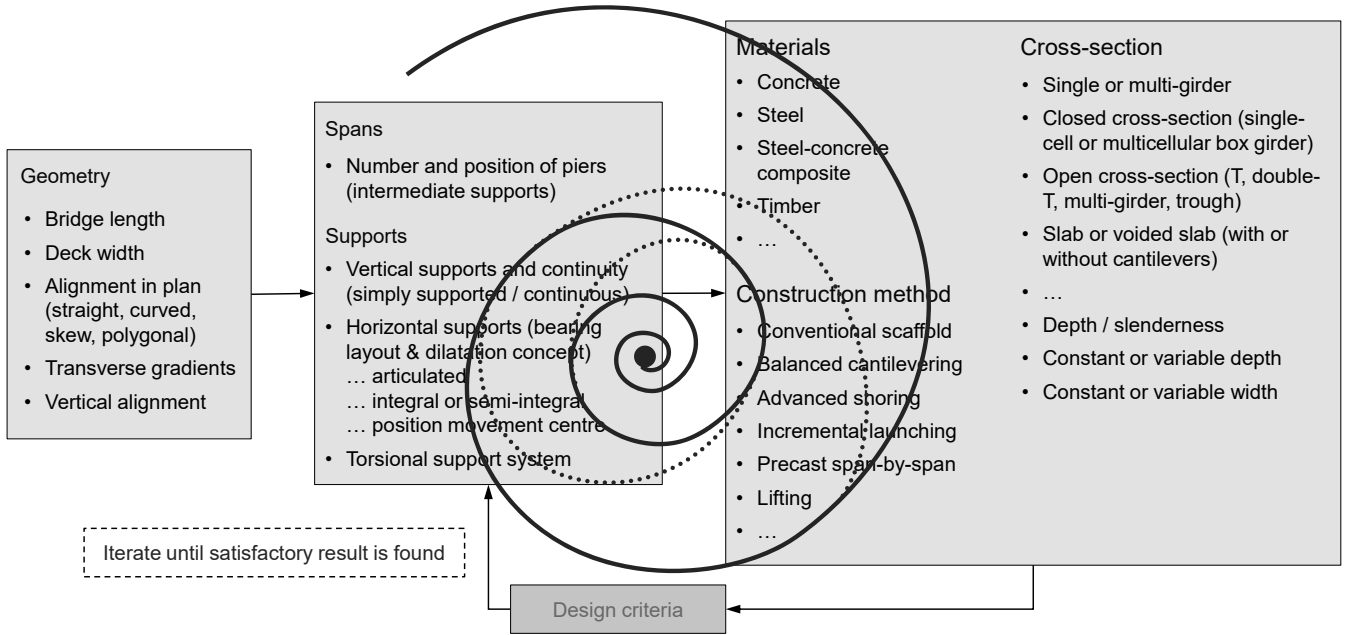 Geometry
• Bridge length
• Deck width
• Alignment in plan
(straight, curved,
skew, polygonal)
• Transverse gradients
• Vertical alignment
Spans
• Number and position of piers
(intermediate supports)
Supports
• Vertical supports and continuity
(simply supported / continuous)
• Horizontal supports (bearing
layout & dilatation concept)
… articulated
… integral or semi-integral
… position movement centre
• Torsional support system
Materials
• Concrete
• Steel
• Steel-concrete
composite
• Timber
• …
Construction method
• Conventional scaffold
• Balanced cantilevering
• Advanced shoring
• Incremental launching
• Precast span-by-span
• Lifting
• …
Cross-section
• Single or multi-girder
• Closed cross-section (single-
cell or multicellular box girder)
• Open cross-section (T, double-
T, multi-girder, trough)
• Slab or voided slab (with or
without cantilevers)
• …
• Depth / slenderness
• Constant or variable depth
• Constant or variable width
Iterate until satisfactory result is found
Design criteria